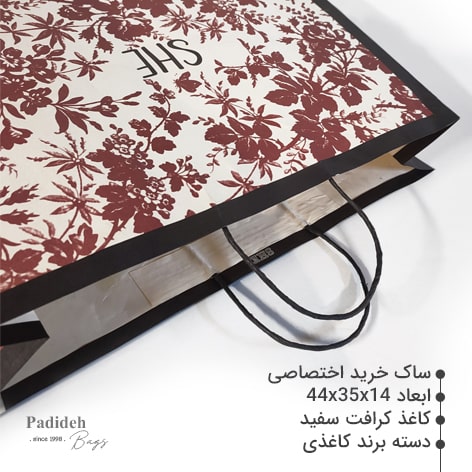 SHE
ساک خرید اختصاصی
ابعاد 44x35x14
کاغذ کرافت سفید
دسته برند کاغذی
Padideh
. since 1998 .
Bags